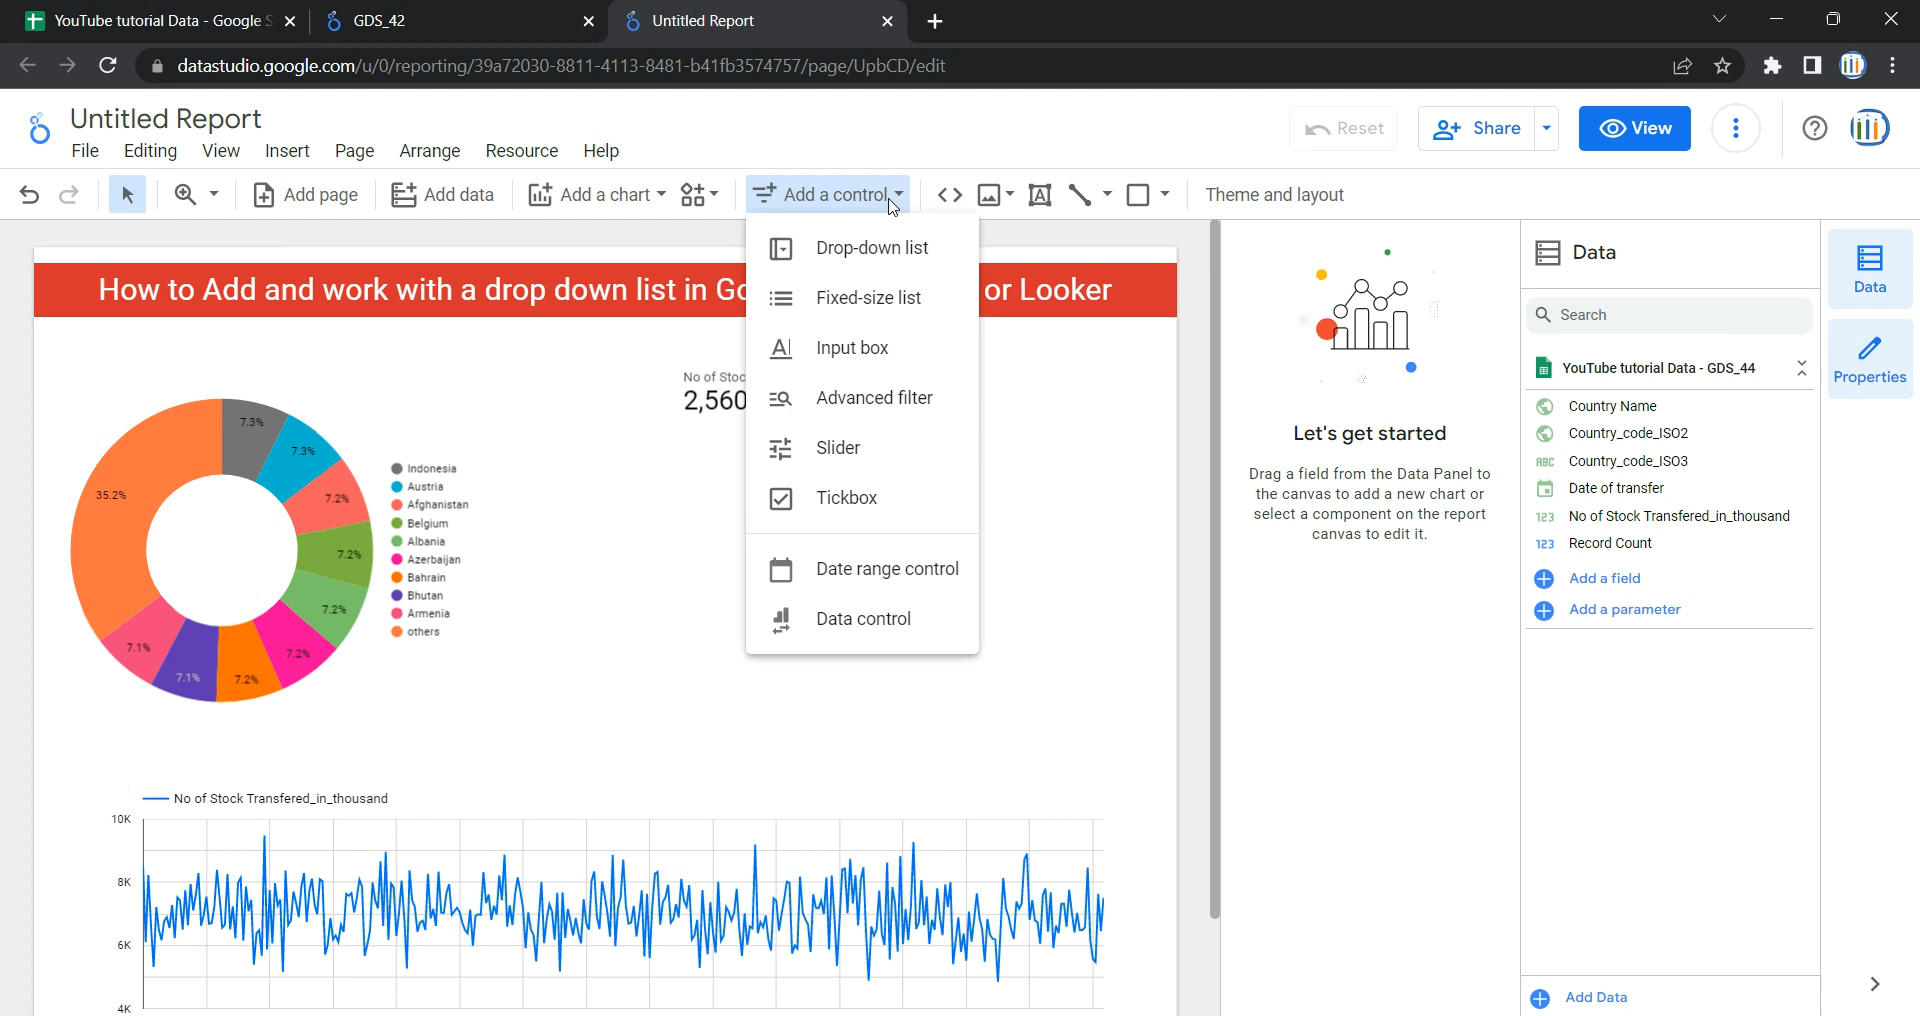 YouTube tutorial Data - Google S
GDS_42
Untitled Report
datastudio.google.com/u/0/reporting/39a72030-8811-4113-8481-b41fb3574757/page/UpbCD/edit
Untitled Report
File Edit View Insert Page Arrange Resource Help
Reset
Share
View
Add page
Add data
Add a chart
Add a control
Theme and layout
Drop-down list
Fixed-size list
Input box
Advanced filter
Slider
Tickbox
Date range control
Data control
How to Add and work with a drop down list in Go
or Looker
No of Stoc
2,560
7.3%
7.3%
7.2%
7.2%
7.2%
7.2%
7.2%
7.1%
7.1%
35.2%
Indonesia
Austria
Afghanistan
Belgium
Albania
Azerbaijan
Bahrain
Bhutan
Armenia
others
No of Stock Transfered_in_thousand
10K
8K
6K
4K
Let's get started
Drag a field from the Data Panel to
the canvas to add a new chart or
select a component on the report
canvas to edit it.
Data
Search
YouTube tutorial Data - GDS_44
Country Name
Country_code_ISO2
ABC Country_code_ISO3
Date of transfer
123 No of Stock Transfered_in_thousand
123 Record Count
Add a field
Add a parameter
Add Data
Data
Properties